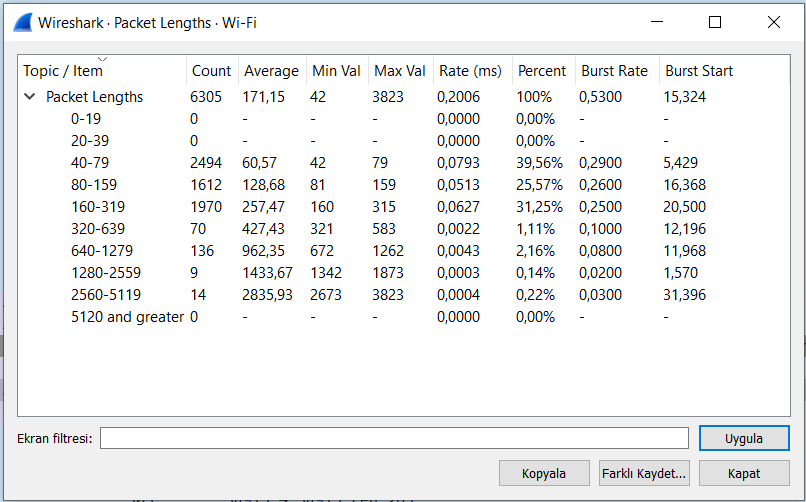 Wireshark · Packet Lengths · Wi-Fi
Topic / Item Count Average Min Val Max Val Rate (ms) Percent Burst Rate Burst Start
Packet Lengths 6305 171,15 42 3823 0,2006 100% 0,5300 15,324
0-19 0 - - - 0,0000 0,00% - -
20-39 0 - - - 0,0000 0,00% - -
40-79 2494 60,57 42 79 0,0793 39,56% 0,2900 5,429
80-159 1612 128,68 81 159 0,0513 25,57% 0,2600 16,368
160-319 1970 257,47 160 315 0,0627 31,25% 0,2500 20,500
320-639 70 427,43 321 583 0,0022 1,11% 0,1000 12,196
640-1279 136 962,35 672 1262 0,0043 2,16% 0,0800 11,968
1280-2559 9 1433,67 1342 1873 0,0003 0,14% 0,0200 1,570
2560-5119 14 2835,93 2673 3823 0,0004 0,22% 0,0300 31,396
5120 and greater 0 - - - 0,0000 0,00% - -
Ekran filtresi: Uygula
Kopyala Farklı Kaydet... Kapat